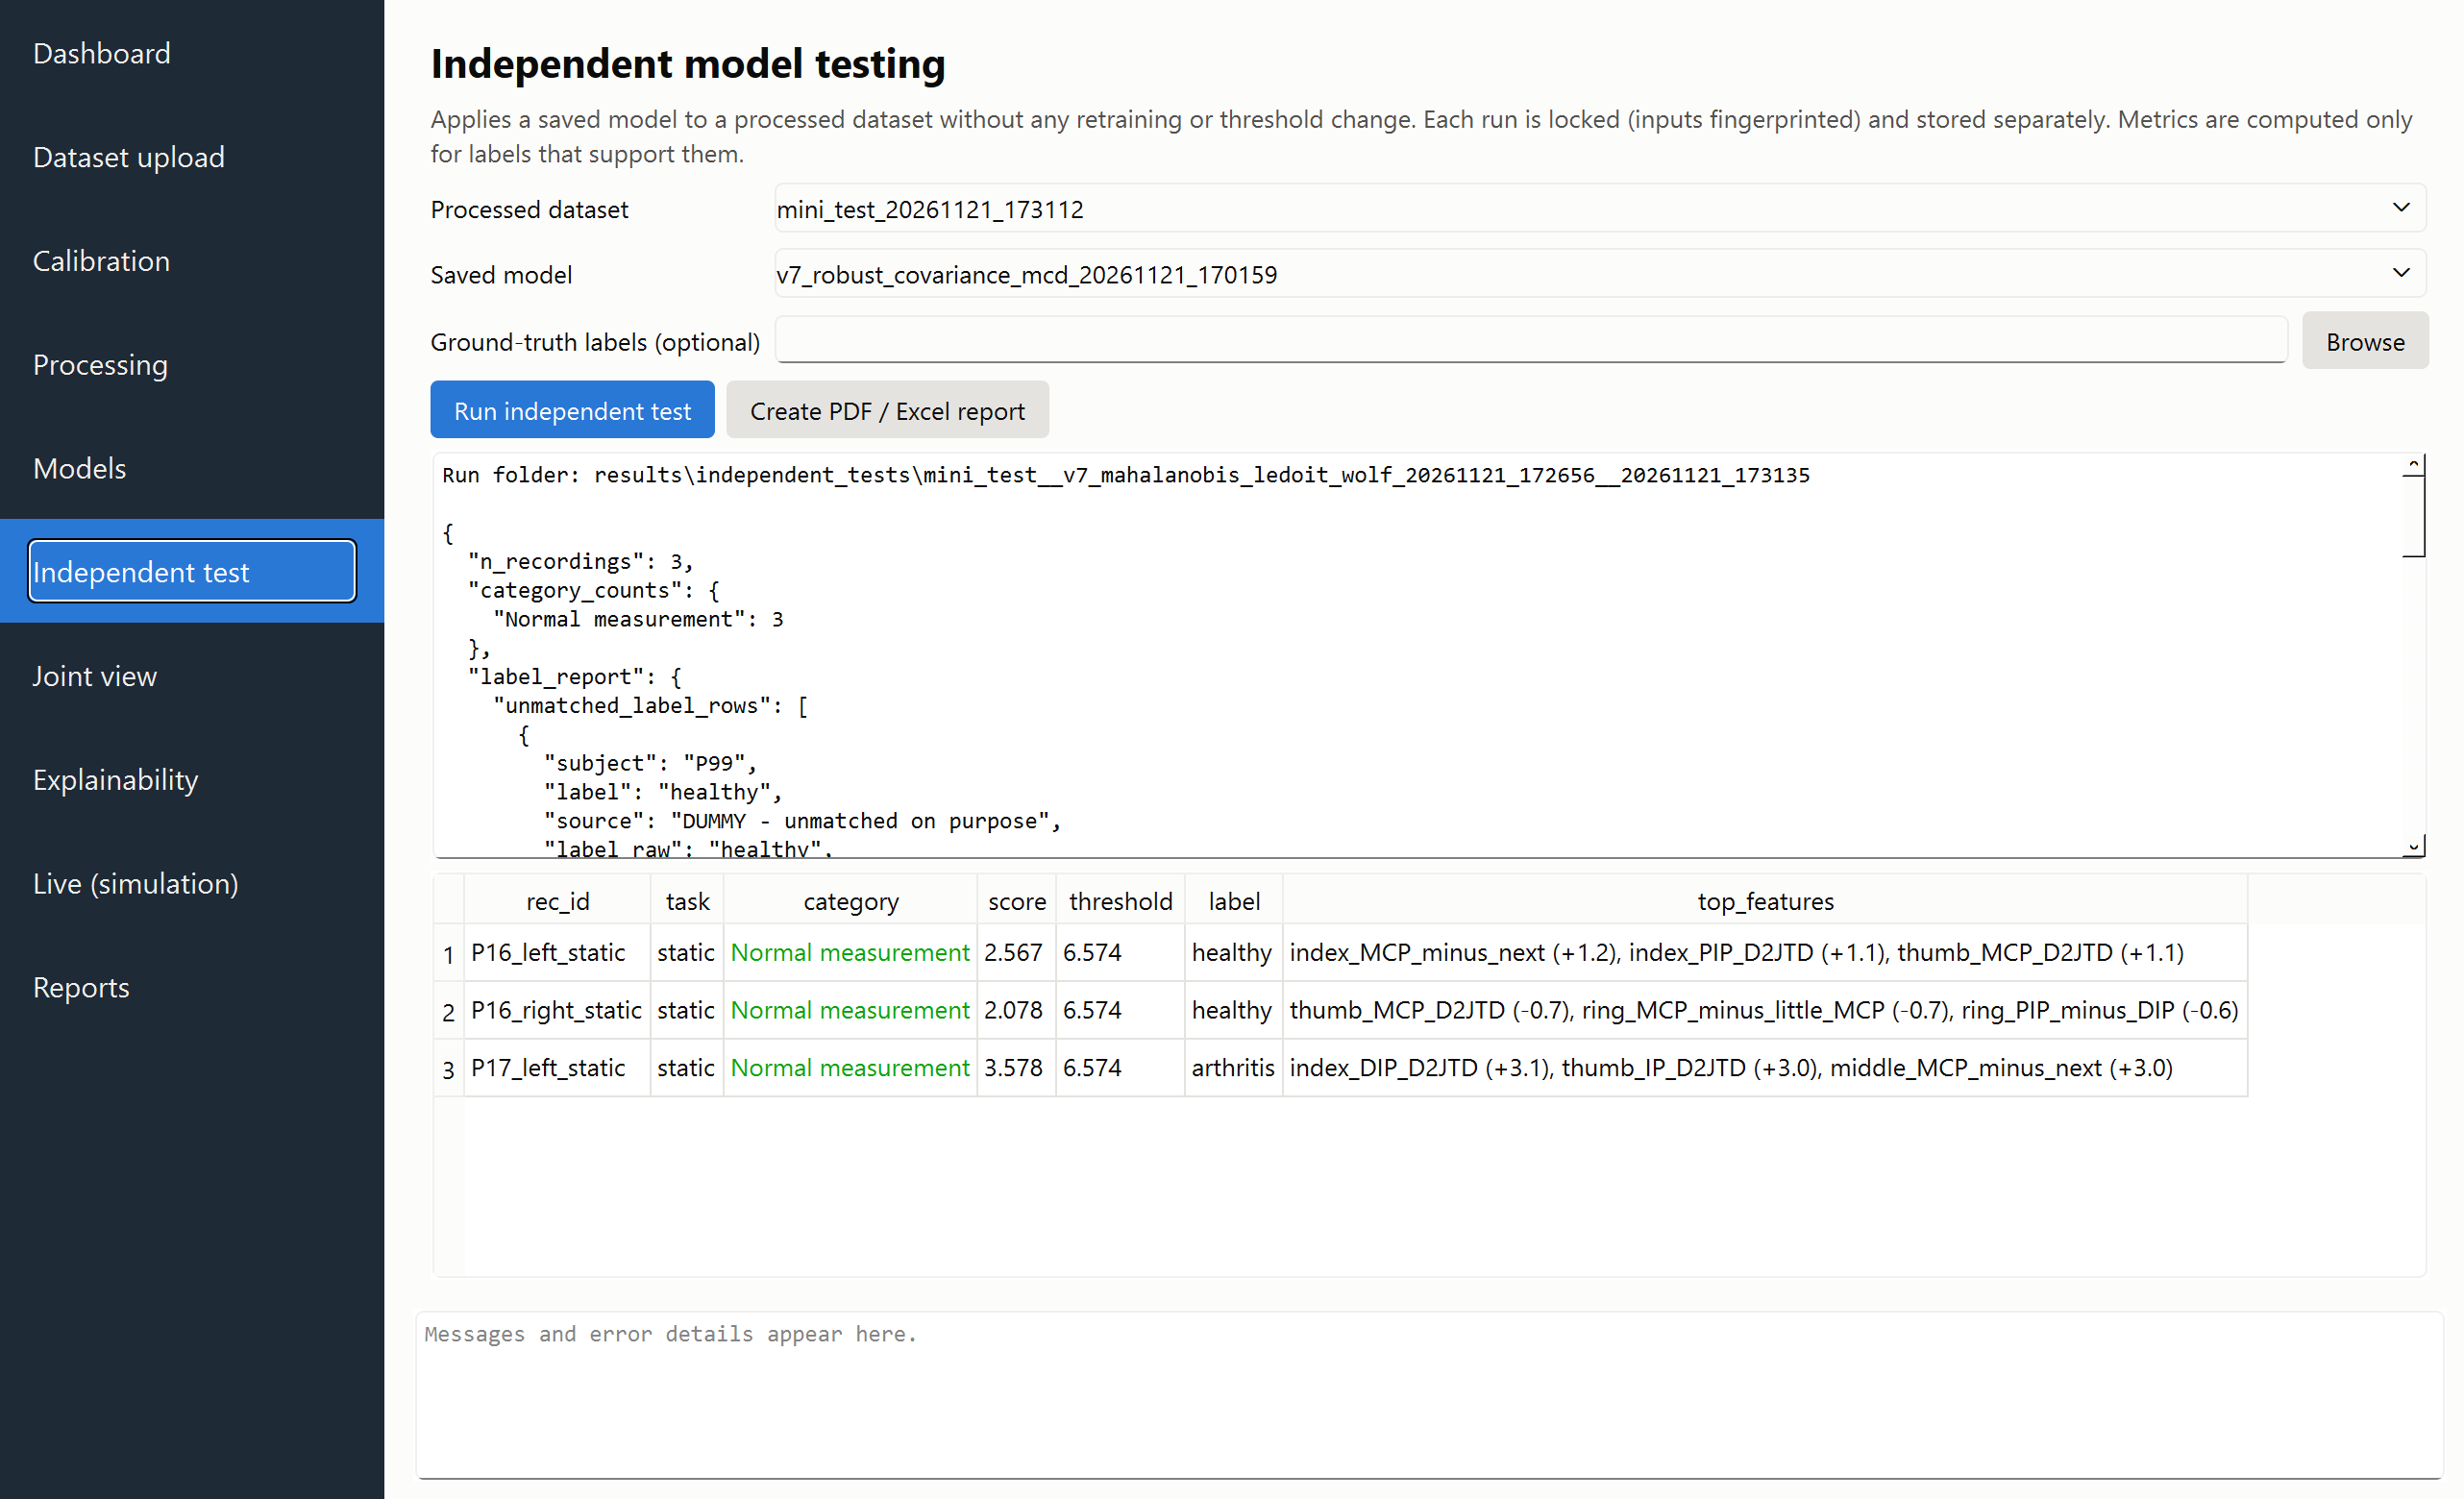 Dashboard
Dataset upload
Calibration
Processing
Models
Independent test
Joint view
Explainability
Live (simulation)
Reports
Independent model testing
Applies a saved model to a processed dataset without any retraining or threshold change. Each run is locked (inputs fingerprinted) and stored separately. Metrics are computed only
for labels that support them.
Processed dataset mini_test_20261121_173112
Saved model v7_robust_covariance_mcd_20261121_170159
Ground-truth labels (optional) Browse
Run independent test Create PDF / Excel report
Run folder: results\independent_tests\mini_test__v7_mahalanobis_ledoit_wolf_20261121_172656__20261121_173135
{
"n_recordings": 3,
"category_counts": {
"Normal measurement": 3
},
"label_report": {
"unmatched_label_rows": [
{
"subject": "P99",
"label": "healthy",
"source": "DUMMY - unmatched on purpose",
"label_raw": "healthy",
rec_id task category score threshold label top_features
1 P16_left_static static Normal measurement 2.567 6.574 healthy index_MCP_minus_next (+1.2), index_PIP_D2JTD (+1.1), thumb_MCP_D2JTD (+1.1)
2 P16_right_static static Normal measurement 2.078 6.574 healthy thumb_MCP_D2JTD (-0.7), ring_MCP_minus_little_MCP (-0.7), ring_PIP_minus_DIP (-0.6)
3 P17_left_static static Normal measurement 3.578 6.574 arthritis index_DIP_D2JTD (+3.1), thumb_IP_D2JTD (+3.0), middle_MCP_minus_next (+3.0)
Messages and error details appear here.